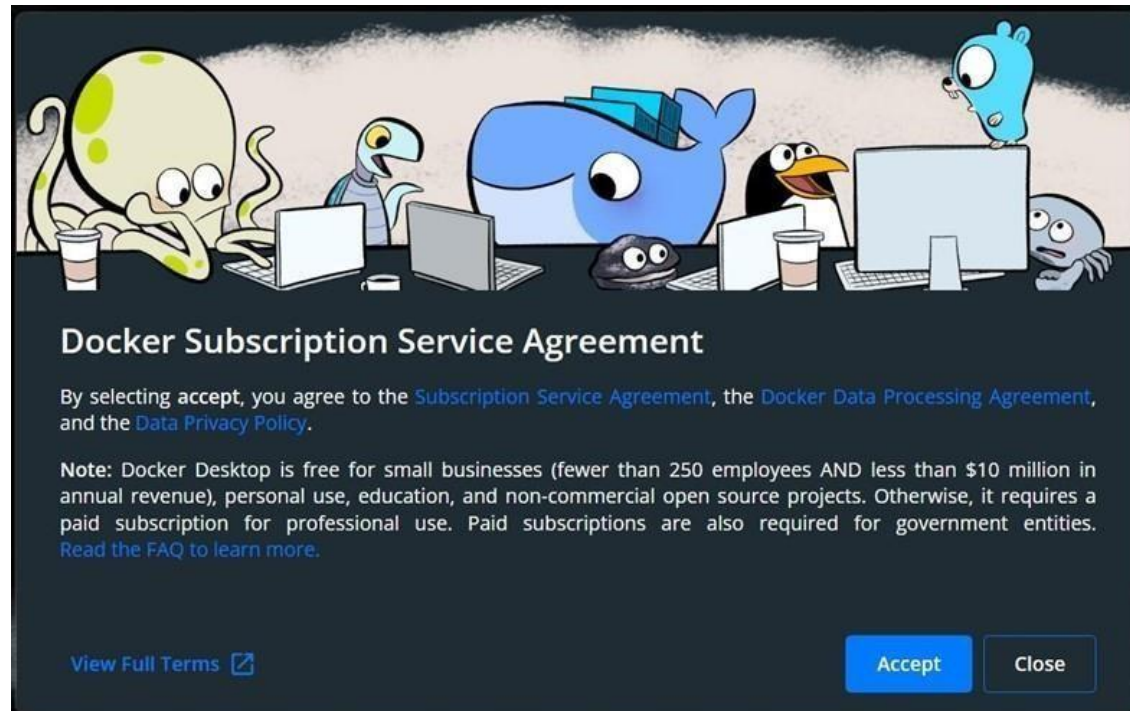 Docker Subscription Service Agreement
By selecting accept, you agree to the Subscription Service Agreement, the Docker Data Processing Agreement,
and the Data Privacy Policy.
Note: Docker Desktop is free for small businesses (fewer than 250 employees AND less than $10 million in
annual revenue), personal use, education, and non-commercial open source projects. Otherwise, it requires a
paid subscription for professional use. Paid subscriptions are also required for government entities.
Read the FAQ to learn more.
View Full Terms
Accept
Close